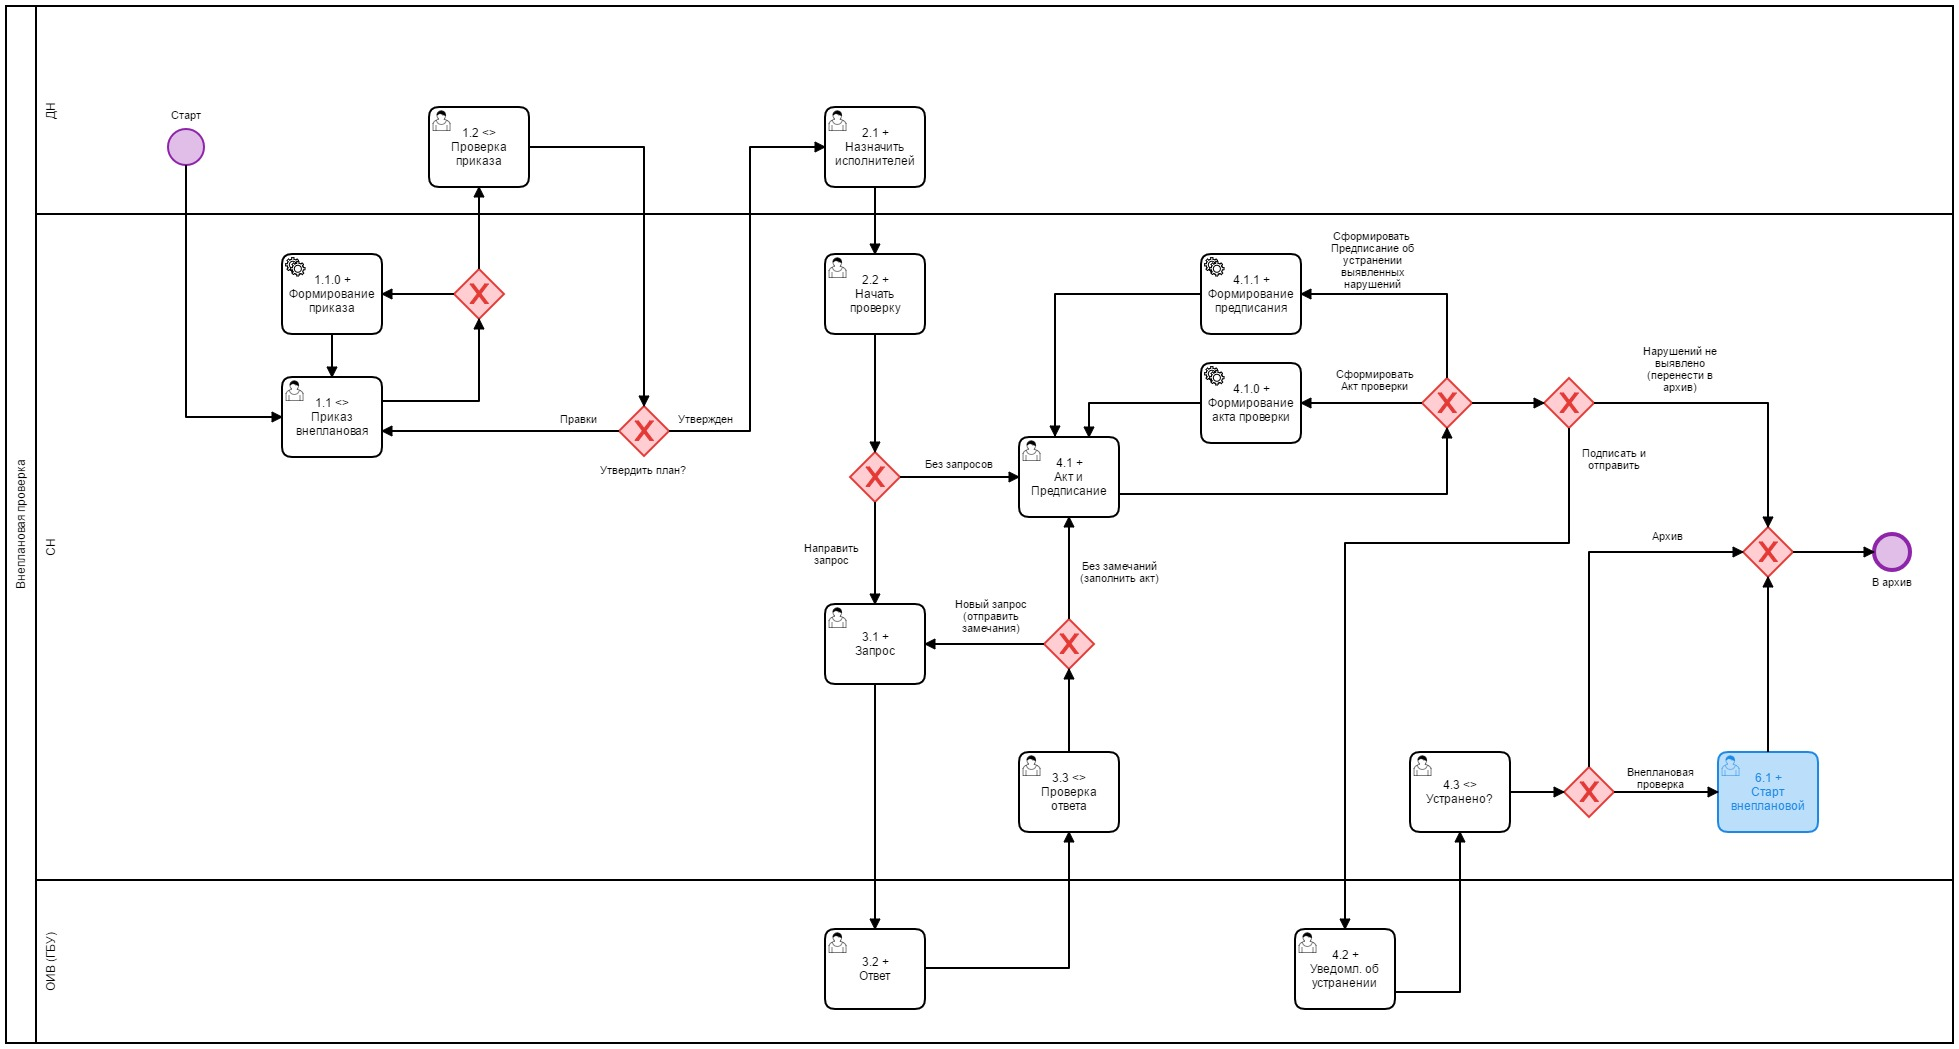 Внеплановая проверка
ДН
Старт
1.2 <>
Проверка
приказа
2.1 +
Назначить
исполнителей
СН
1.1.0 +
Формирование
приказа
1.1 <>
Приказ
внеплановая
Правки
Утвержден
Утвердить план?
2.2 +
Начать
проверку
Без запросов
Направить
запрос
3.1 +
Запрос
Новый запрос
(отправить
замечания)
Без замечаний
(заполнить акт)
3.3 <>
Проверка
ответа
4.1 +
Акт и
Предписание
4.1.1 +
Формирование
предписания
Сформировать
Предписание об
устранении
выявленных
нарушений
4.1.0 +
Формирование
акта проверки
Сформировать
Акт проверки
Нарушений не
выявлено
(перенести в
архив)
Подписать и
отправить
Архив
В архив
4.3 <>
Устранено?
Внеплановая
проверка
6.1 +
Старт
внеплановой
ОИВ (ГБУ)
3.2 +
Ответ
4.2 +
Уведомл. об
устранении